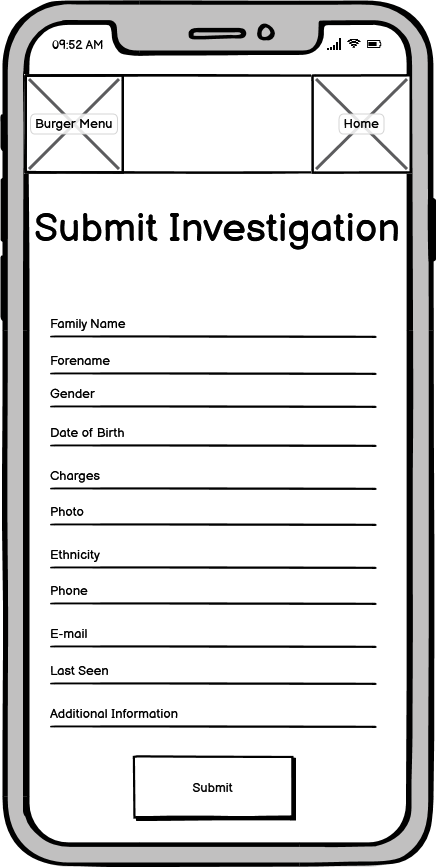 09:52 AM
Burger Menu
Home
Submit Investigation
Family Name
Forename
Gender
Date of Birth
Charges
Photo
Ethnicity
Phone
E-mail
Last Seen
Additional Information
Submit